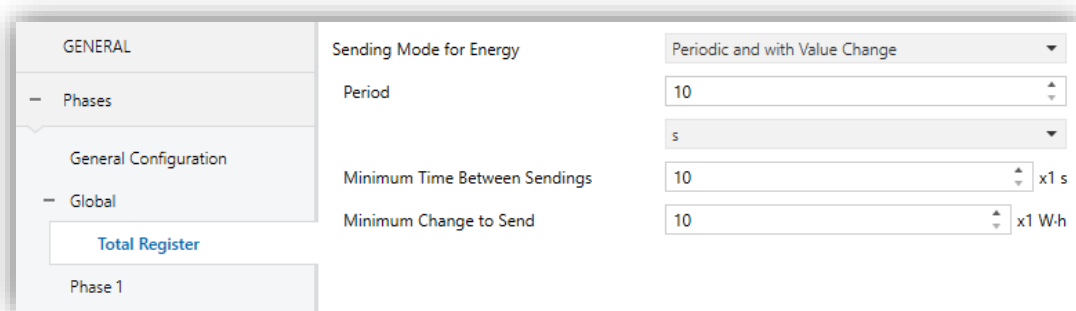 GENERAL
– Phases
General Configuration
– Global
Total Register
Phase 1
Sending Mode for Energy Periodic and with Value Change
Period 10
s
Minimum Time Between Sendings 10 x1 s
Minimum Change to Send 10 x1 W·h